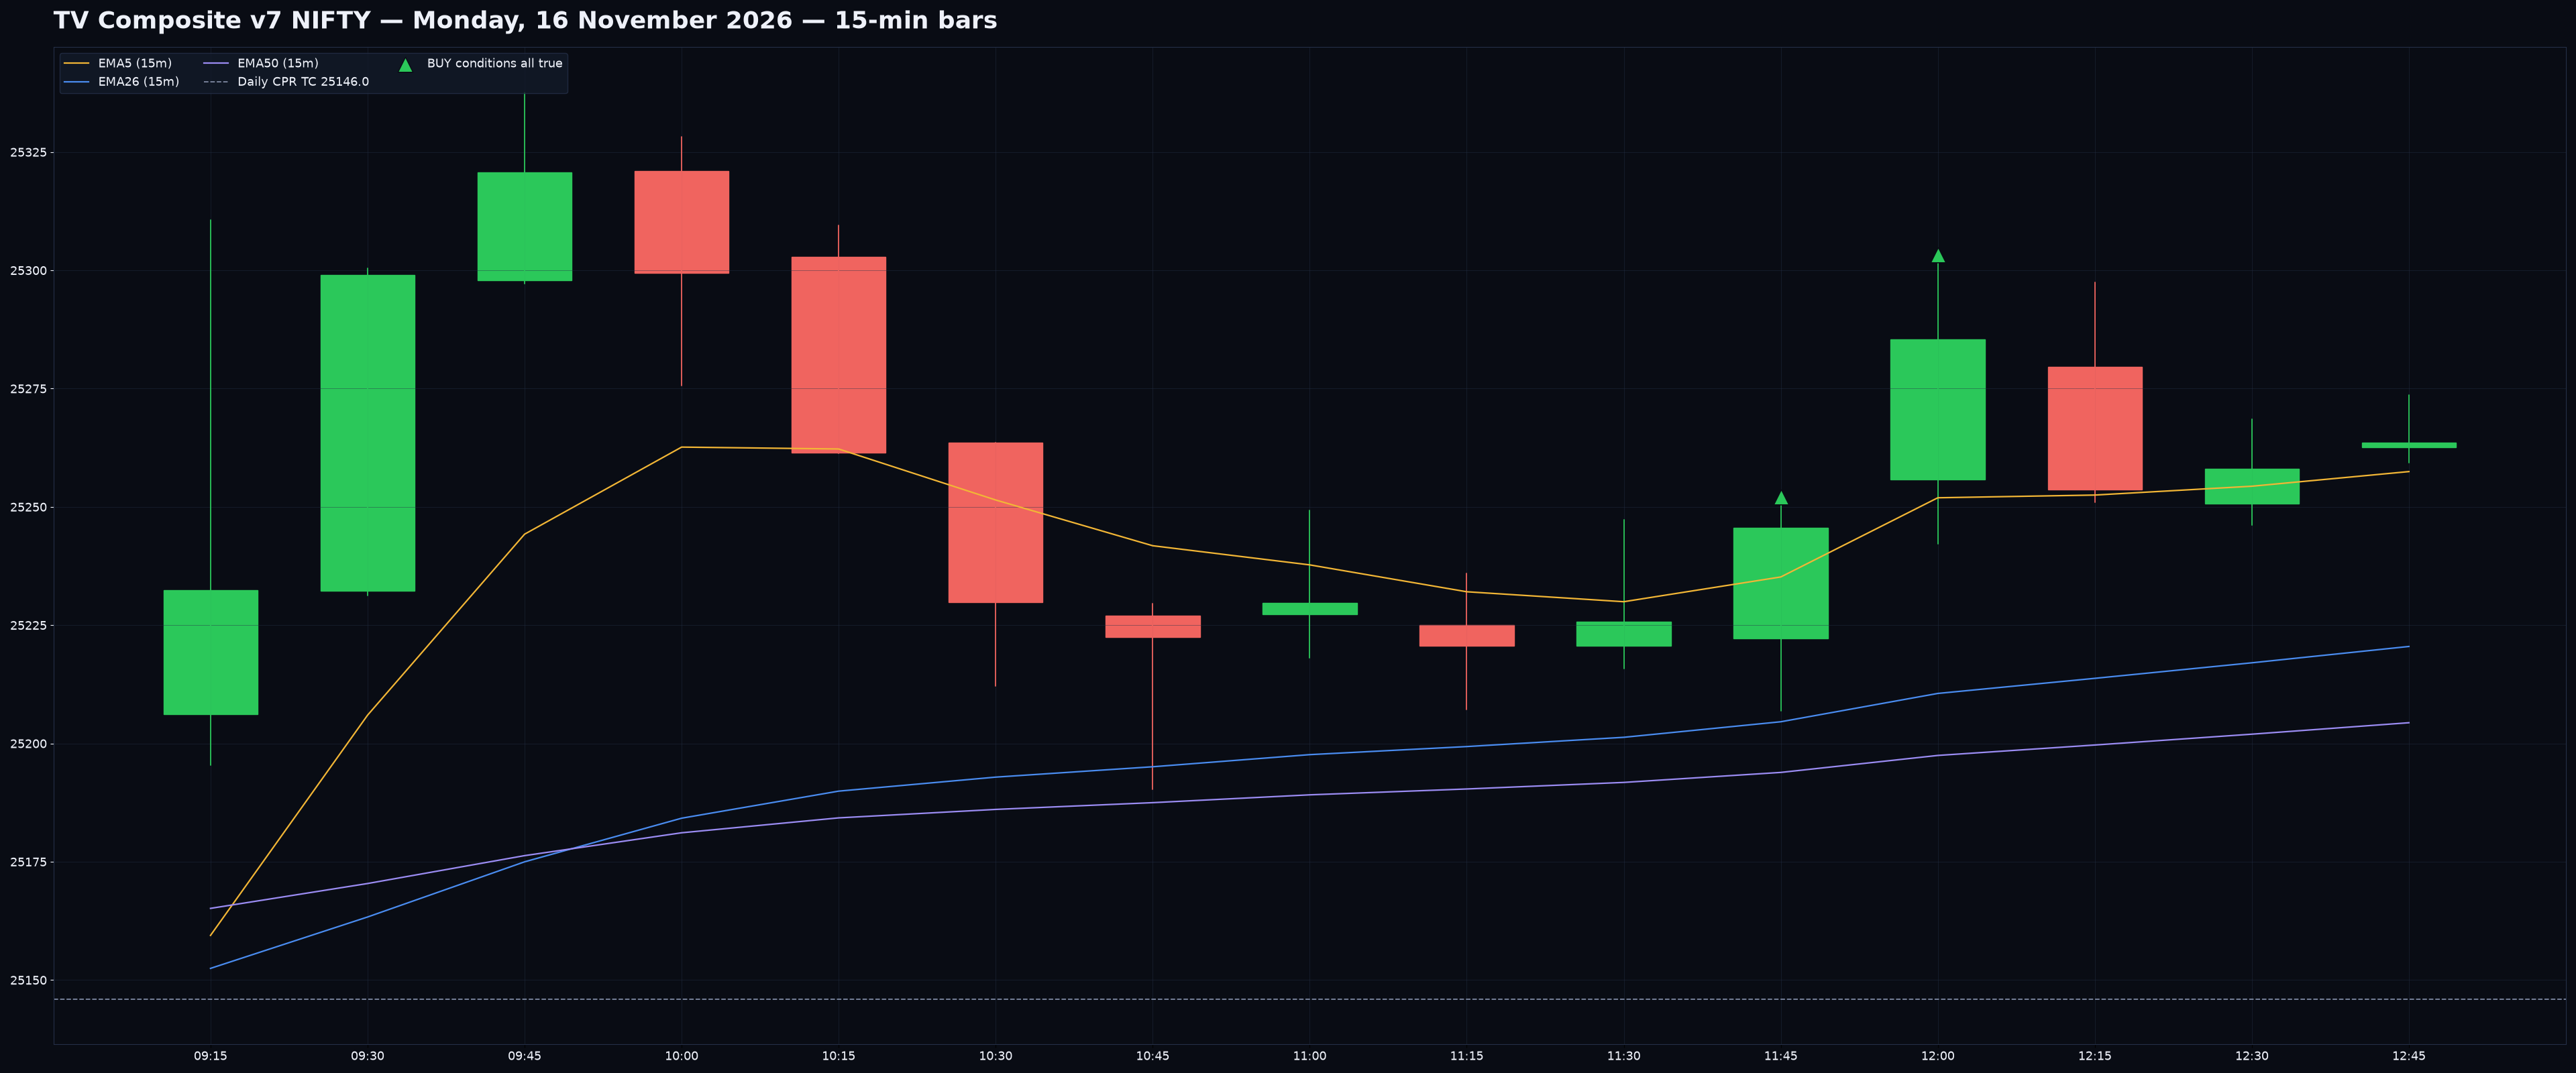 TV Composite v7 NIFTY — Monday, 16 November 2026 — 15-min bars
EMA5 (15m) EMA50 (15m) BUY conditions all true
EMA26 (15m) Daily CPR TC 25146.0
25325
25300
25275
25250
25225
25200
25175
25150
09:15 09:30 09:45 10:00 10:15 10:30 10:45 11:00 11:15 11:30 11:45 12:00 12:15 12:30 12:45